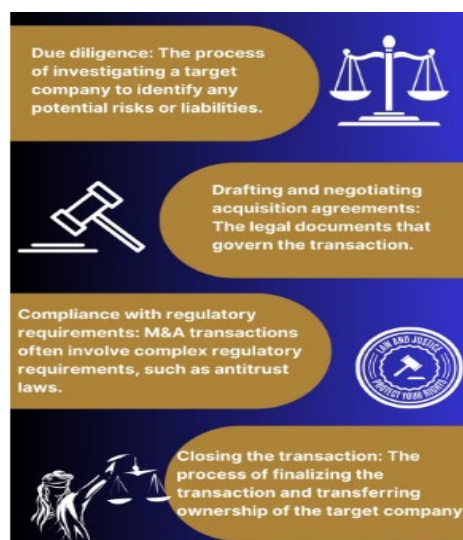 Due diligence: The process
of investigating a target
company to identify any
potential risks or liabilities.
Drafting and negotiating
acquisition agreements:
The legal documents that
govern the transaction.
Compliance with regulatory
requirements: M&A transactions
often involve complex regulatory
requirements, such as antitrust
laws.
LAW AND JUSTICE
PROTECT YOUR RIGHTS
Closing the transaction: The
process of finalizing the
transaction and transferring
ownership of the target company